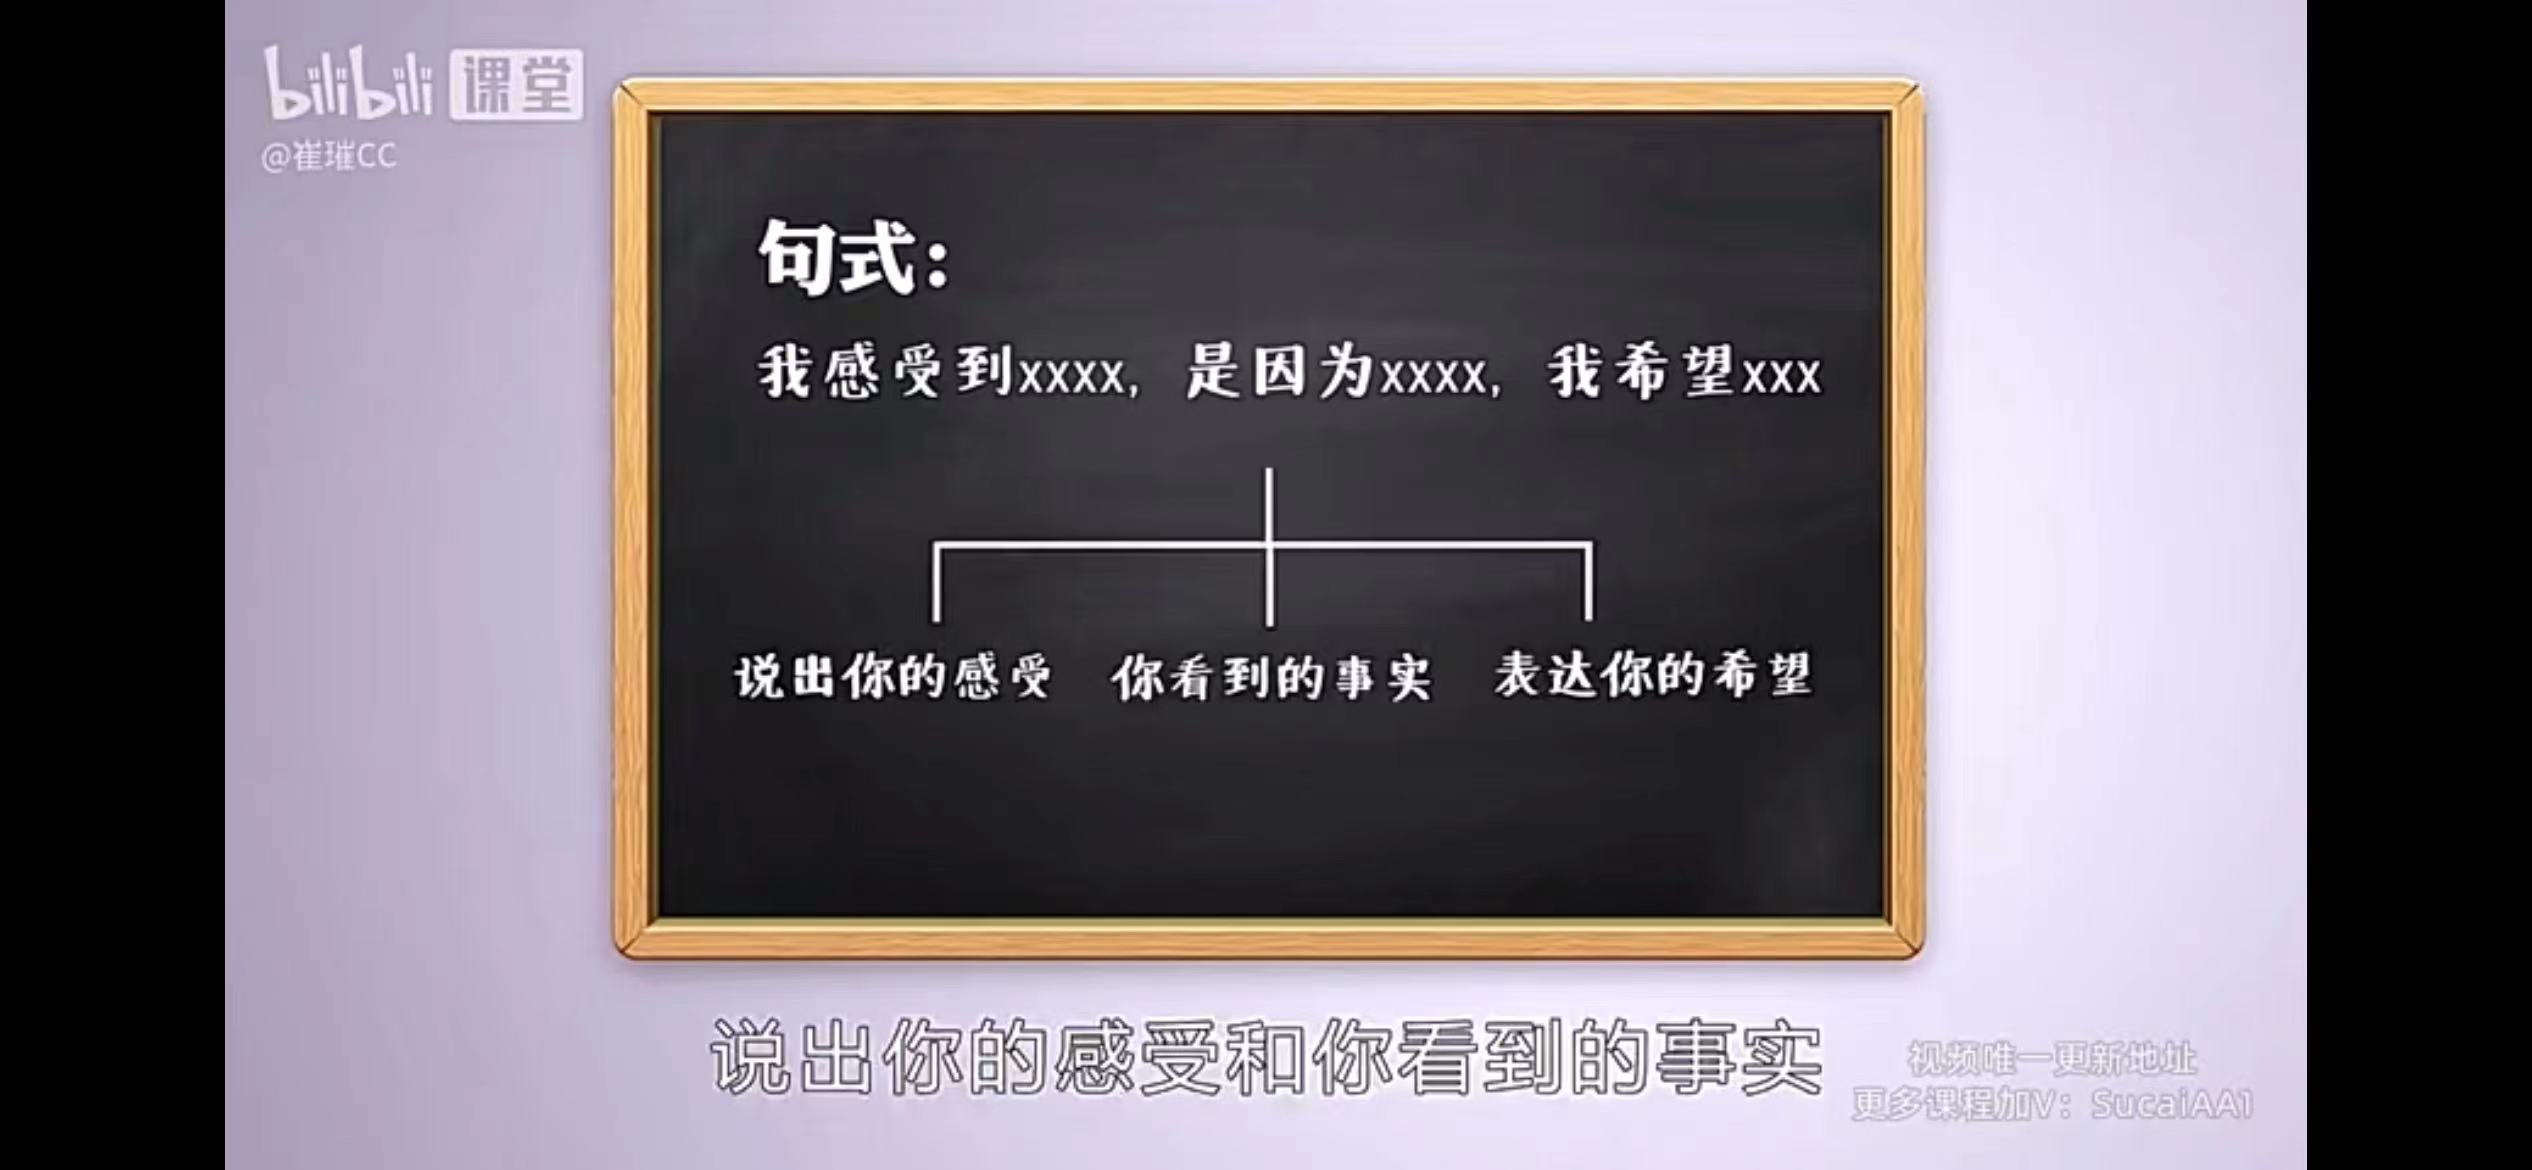 bilibili 课堂
@崔璀CC
句式：
我感受到xxxx, 是因为xxxx, 我希望xxx
说出你的感受 你看到的事实 表达你的希望
说出你的感受和你看到的事实
视频唯一更新地址
更多课程加V：SucaiAA1